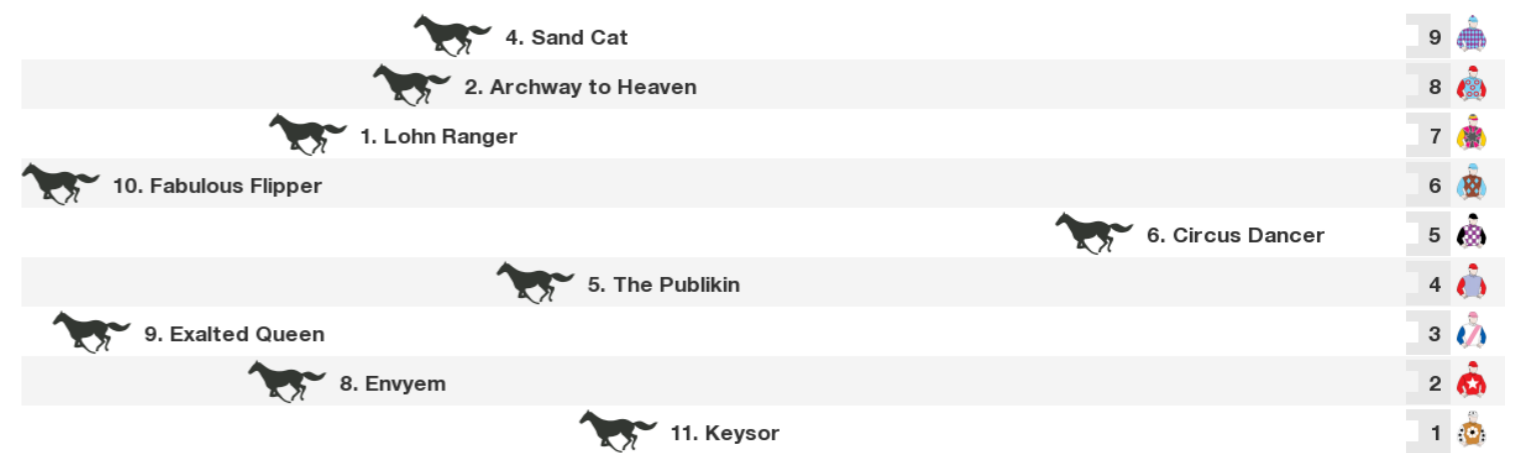 4. Sand Cat 9
2. Archway to Heaven 8
1. Lohn Ranger 7
10. Fabulous Flipper 6
6. Circus Dancer 5
5. The Publikin 4
9. Exalted Queen 3
8. Envyem 2
11. Keysor 1